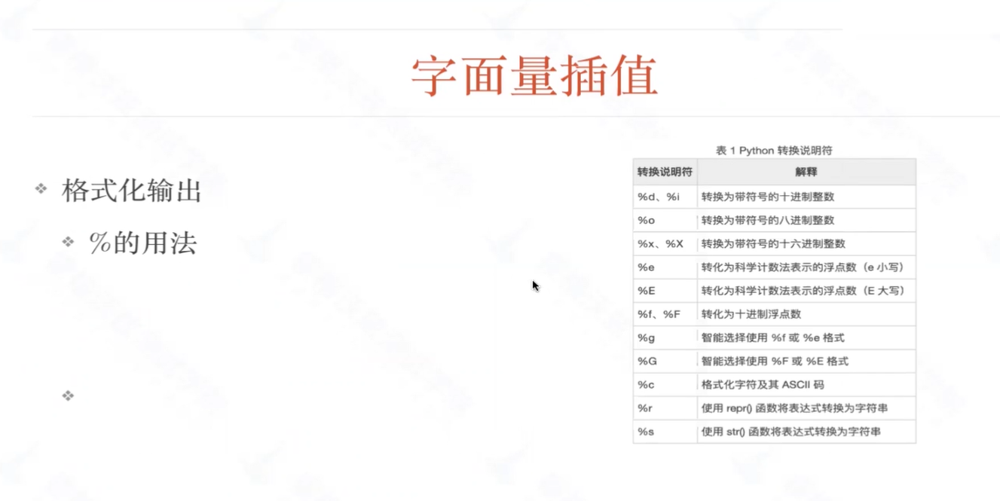 字面量插值
格式化输出
%的用法
表 1 Python 转换说明符
转换说明符 解释
%d、%i 转换为带符号的十进制整数
%o 转换为带符号的八进制整数
%x、%X 转换为带符号的十六进制整数
%e 转化为科学计数法表示的浮点数（e 小写）
%E 转化为科学计数法表示的浮点数（E 大写）
%f、%F 转化为十进制浮点数
%g 智能选择使用 %f 或 %e 格式
%G 智能选择使用 %F 或 %E 格式
%c 格式化字符及其 ASCII 码
%r 使用 repr() 函数将表达式转换为字符串
%s 使用 str() 函数将表达式转换为字符串